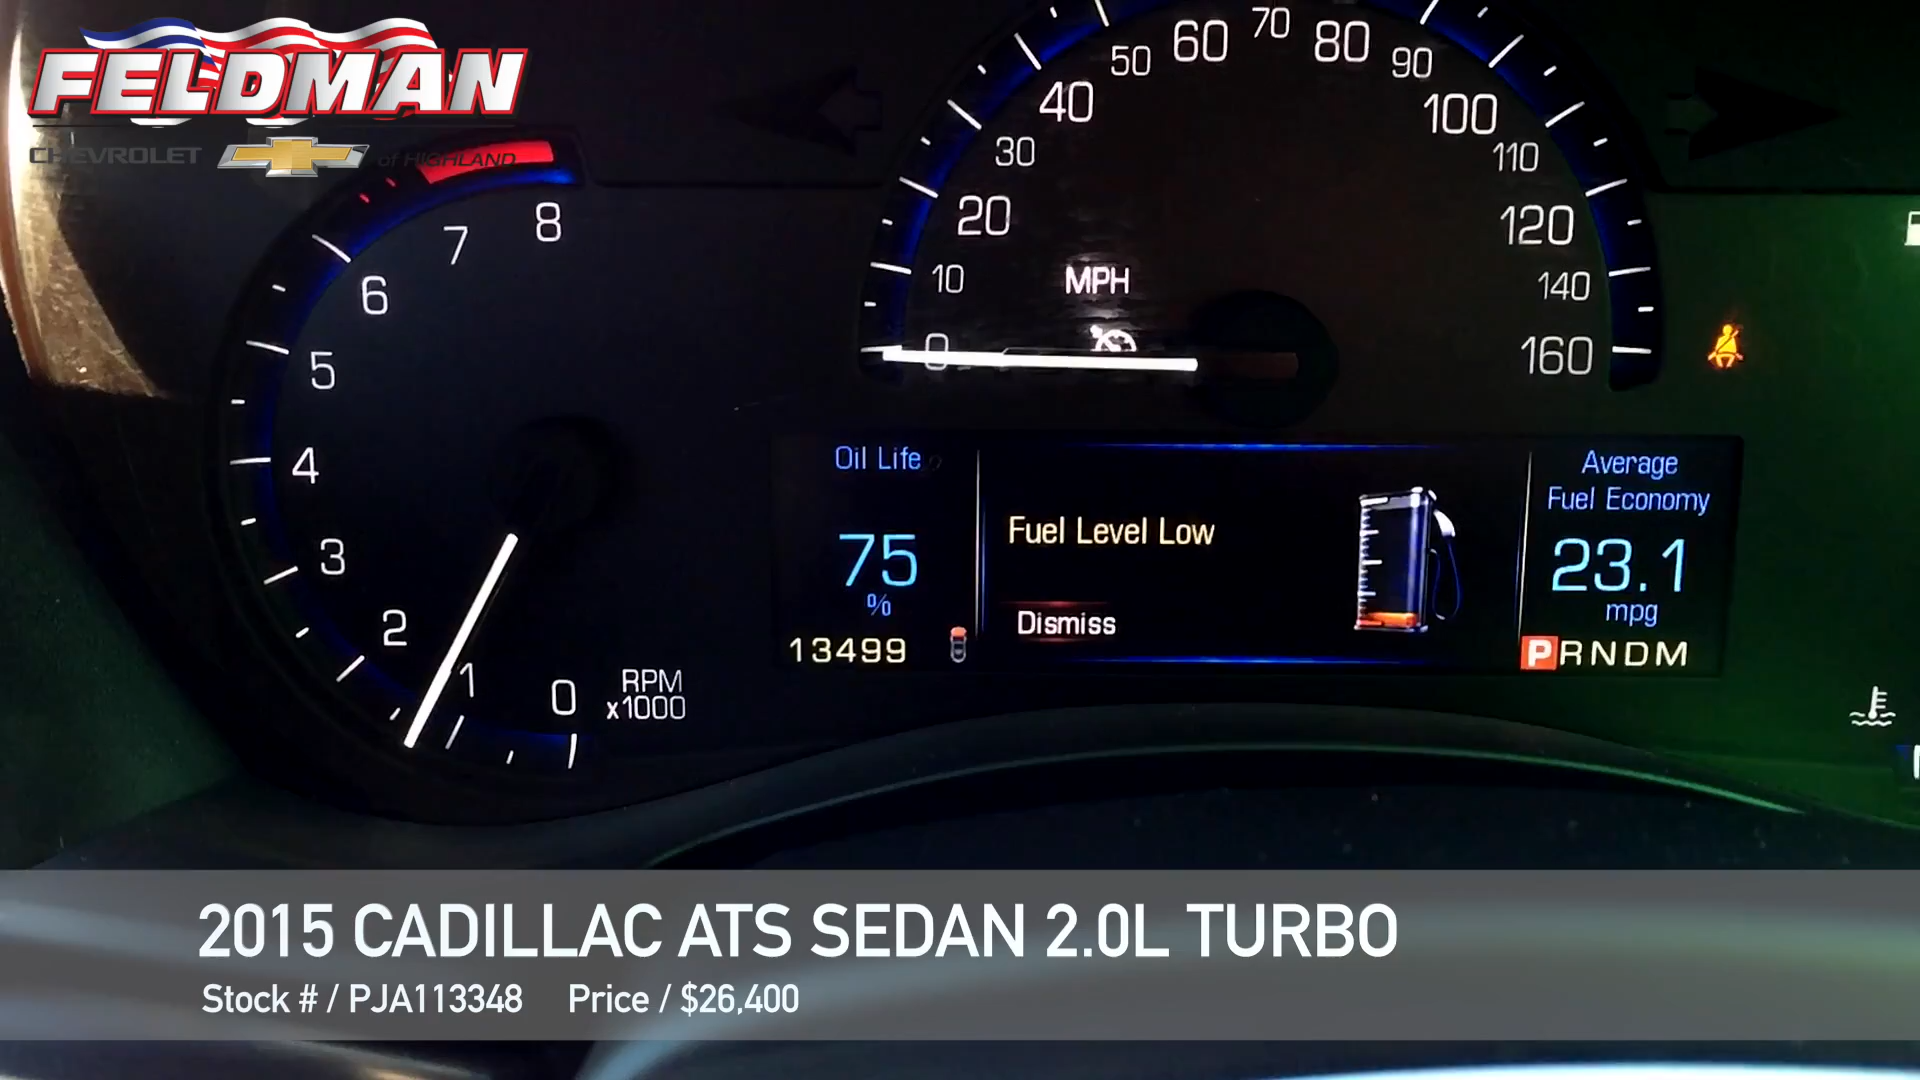 FELDMAN
CHEVROLET of HIGHLAND
8
7
6
5
4
3
2
1
0
RPM
x1000
0
10
20
30
40
50
60
70
80
90
100
110
120
140
160
MPH
Oil Life
75
%
13499
Fuel Level Low
Dismiss
Average
Fuel Economy
23.1
mpg
PRNDM
2015 CADILLAC ATS SEDAN 2.0L TURBO
Stock # / PJA113348 Price / $26,400